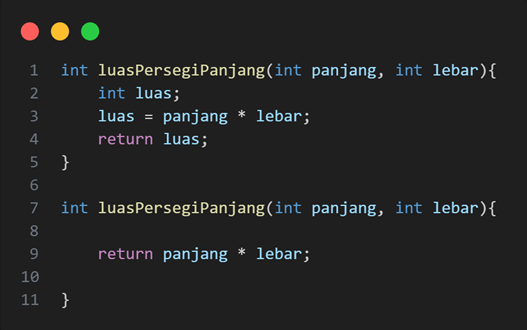 1 int luasPersegiPanjang(int panjang, int lebar){
2     int luas;
3     luas = panjang * lebar;
4     return luas;
5 }
6
7 int luasPersegiPanjang(int panjang, int lebar){
8
9     return panjang * lebar;
10
11 }